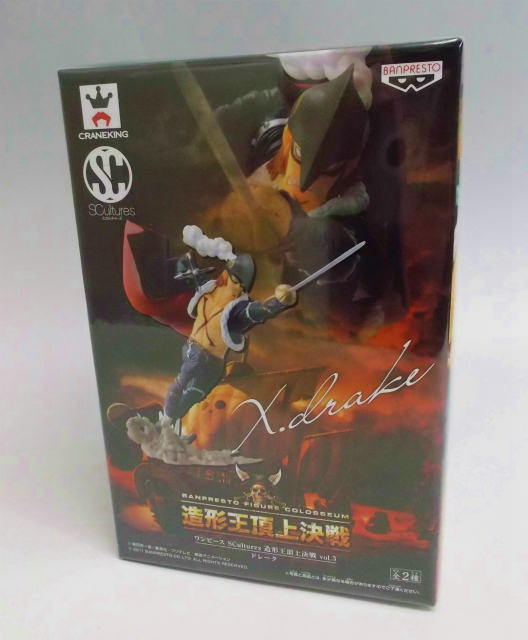 CRANEKING
SC
SCultures
BANPRESTO
X.drake
BANPRESTO FIGURE COLOSSEUM
造形王頂上決戦
ワンピース SCultures 造形王頂上決戦 vol.3
ドレーク
全2種